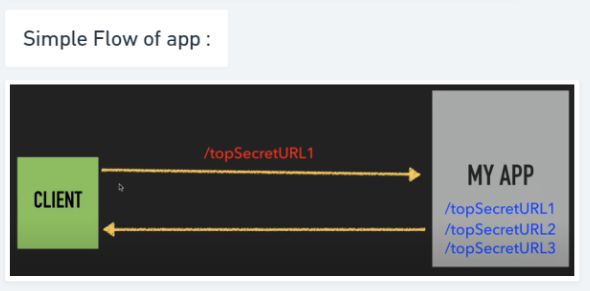 Simple Flow of app :
/topSecretURL1
CLIENT
MY APP
/topSecretURL1
/topSecretURL2
/topSecretURL3